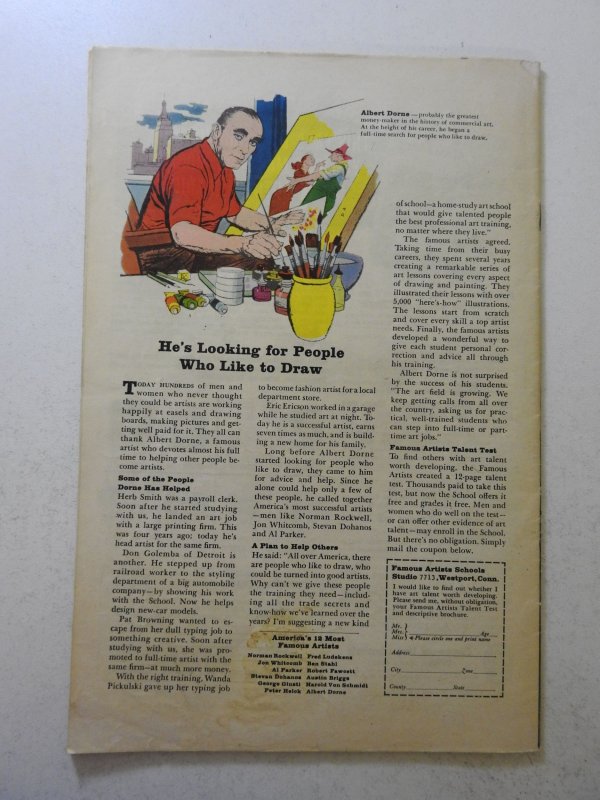 Albert Dorne—probably the greatest
money-maker in the history of commercial art.
At the height of his career, he began a
full-time search for people who like to draw.
He's Looking for People
Who Like to Draw
TODAY HUNDREDS of men and
women who never thought
they could be artists are working
happily at easels and drawing
boards, making pictures and get-
ting well paid for it. They all can
thank Albert Dorne, a famous
artist who devotes almost his full
time to helping other people be-
come artists.
Some of the People
Dorne Has Helped
Herb Smith was a payroll clerk.
Soon after he started studying
with us, he landed an art job
with a large printing firm. This
was four years ago; today he's
head artist for the same firm.
Don Golemba of Detroit is
another. He stepped up from
railroad worker to the styling
department of a big automobile
company—by showing his work
with the School. Now he helps
design new-car models.
Pat Browning wanted to es-
cape from her dull typing job to
something creative. Soon after
studying with us, she was pro-
moted to full-time artist with the
same firm—at much more money.
With the right training, Wanda
Pickulski gave up her typing job
to become fashion artist for a local
department store.
Eric Ericson worked in a garage
while he studied art at night. To-
day he is a successful artist, earns
seven times as much, and is build-
ing a new home for his family.
Long before Albert Dorne
started looking for people who
like to draw, they came to him
for advice and help. Since he
alone could help only a few of
these people, he called together
America's most successful artists
—men like Norman Rockwell,
Jon Whitcomb, Stevan Dohanos
and Al Parker.
A Plan to Help Others
He said: "All over America, there
are people who like to draw, who
could be turned into good artists.
Why can't we give these people
the training they need—includ-
ing all the trade secrets and
know-how we've learned over the
years? I'm suggesting a new kind
America's 12 Most
Famous Artists
Norman Rockwell Fred Ludekens
Jon Whitcomb Ben Stahl
Al Parker Robert Fawcett
Stevan Dohanos Austin Briggs
George Giusti Harold Von Schmidt
Peter Helck Albert Dorne
of school—a home-study art school
that would give talented people
the best professional art training,
no matter where they live."
The famous artists agreed.
Taking time from their busy
careers, they spent several years
creating a remarkable series of
art lessons covering every aspect
of drawing and painting. They
illustrated their lessons with over
5,000 "here's-how" illustrations.
The lessons start from scratch
and cover every skill a top artist
needs. Finally, the famous artists
developed a wonderful way to
give each student personal cor-
rection and advice all through
his training.
Albert Dorne is not surprised
by the success of his students.
"The art field is growing. We
keep getting calls from all over
the country, asking us for prac-
tical, well-trained students who
can step into full-time or part-
time art jobs."
Famous Artists Talent Test
To find others with art talent
worth developing, the Famous
Artists created a 12-page talent
test. Thousands paid to take this
test, but now the School offers it
free and grades it free. Men and
women who do well on the test—
or can offer other evidence of art
talent—may enroll in the School.
But there's no obligation. Simply
mail the coupon below.
Famous Artists Schools
Studio 7713, Westport, Conn.
I would like to find out whether I
have art talent worth developing.
Please send me, without obligation,
your Famous Artists Talent Test
and descriptive brochure.
Mr.
Mrs. Age
Miss Please circle one and print name
Address
City Zone
County State